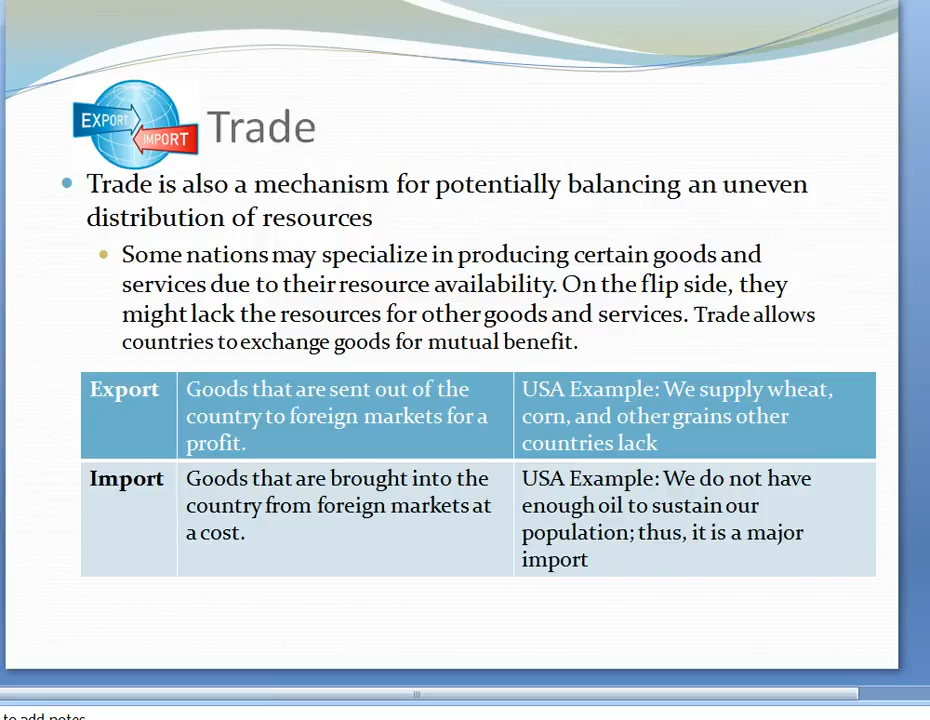 EXPORT
IMPORT
Trade
Trade is also a mechanism for potentially balancing an uneven
distribution of resources
Some nations may specialize in producing certain goods and
services due to their resource availability. On the flip side, they
might lack the resources for other goods and services. Trade allows
countries to exchange goods for mutual benefit.
Export
Goods that are sent out of the
country to foreign markets for a
profit.
USA Example: We supply wheat,
corn, and other grains other
countries lack
Import
Goods that are brought into the
country from foreign markets at
a cost.
USA Example: We do not have
enough oil to sustain our
population; thus, it is a major
import
to add notes